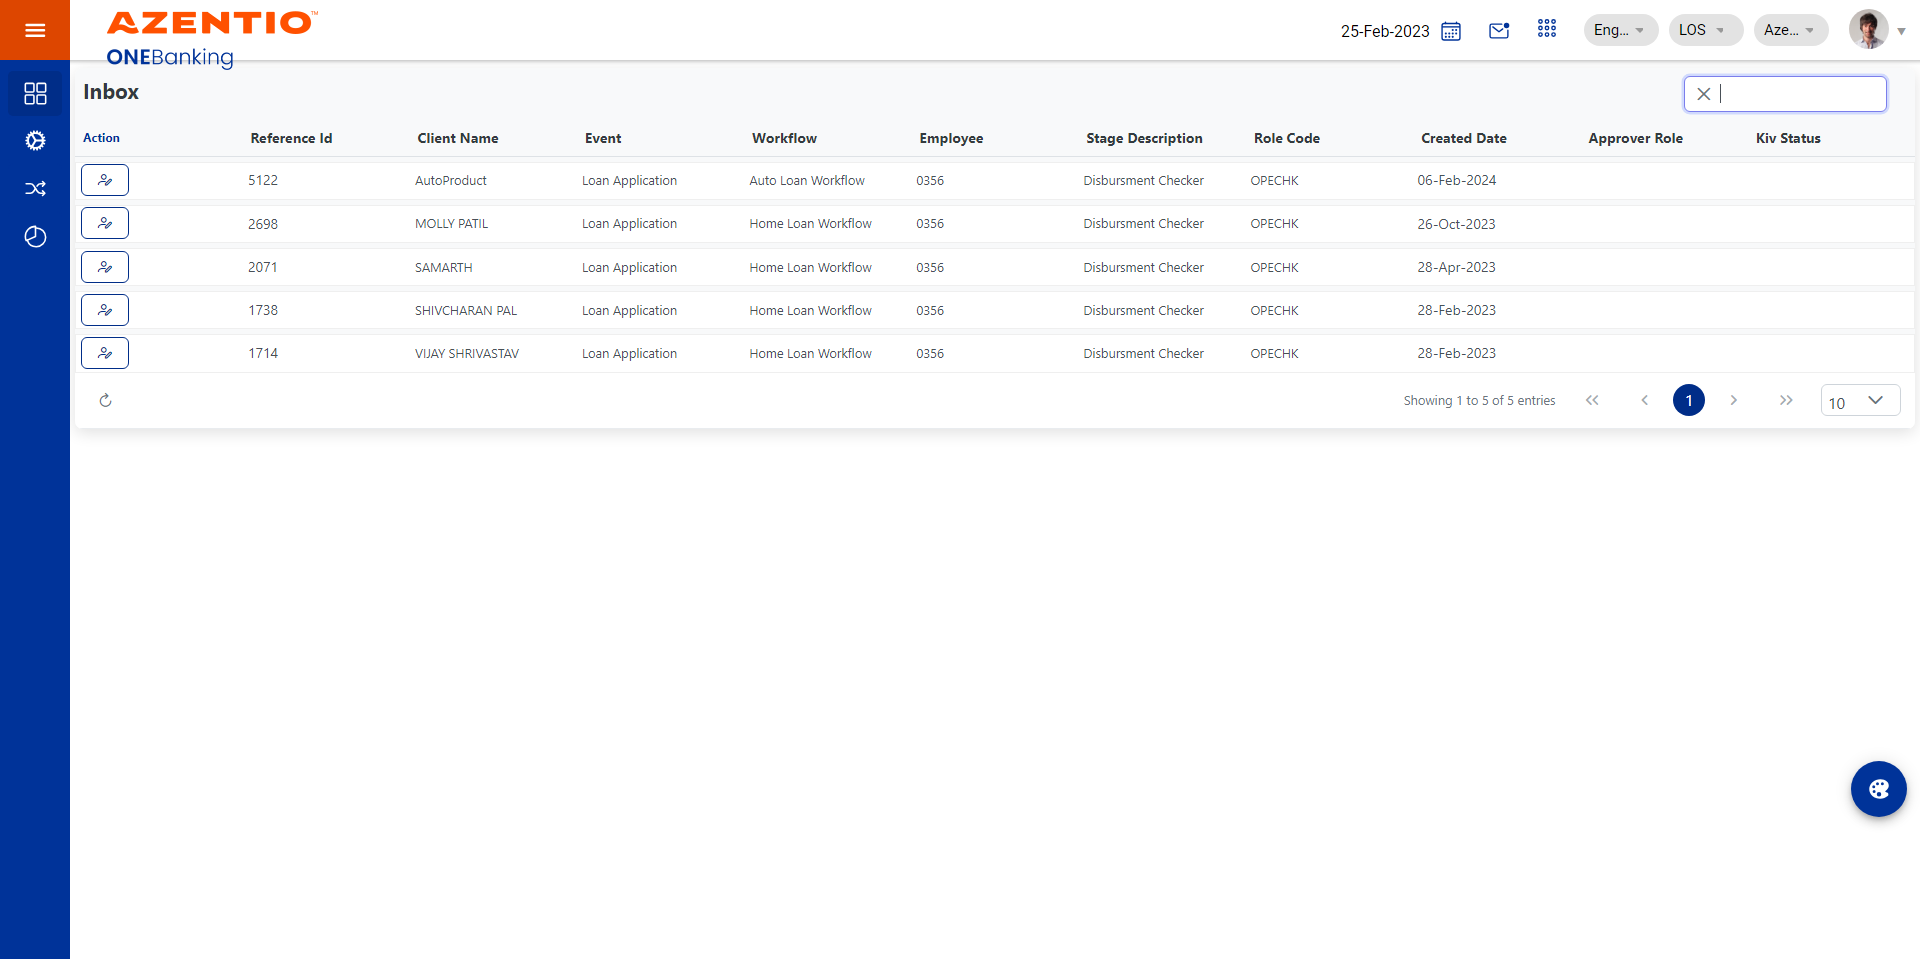 AZENTIO™
ONEBanking
25-Feb-2023
Eng...
LOS
Aze...
Inbox
Action Reference Id Client Name Event Workflow Employee Stage Description Role Code Created Date Approver Role Kiv Status
5122 AutoProduct Loan Application Auto Loan Workflow 0356 Disbursment Checker OPECHK 06-Feb-2024
2698 MOLLY PATIL Loan Application Home Loan Workflow 0356 Disbursment Checker OPECHK 26-Oct-2023
2071 SAMARTH Loan Application Home Loan Workflow 0356 Disbursment Checker OPECHK 28-Apr-2023
1738 SHIVCHARAN PAL Loan Application Home Loan Workflow 0356 Disbursment Checker OPECHK 28-Feb-2023
1714 VIJAY SHRIVASTAV Loan Application Home Loan Workflow 0356 Disbursment Checker OPECHK 28-Feb-2023
Showing 1 to 5 of 5 entries 1 10